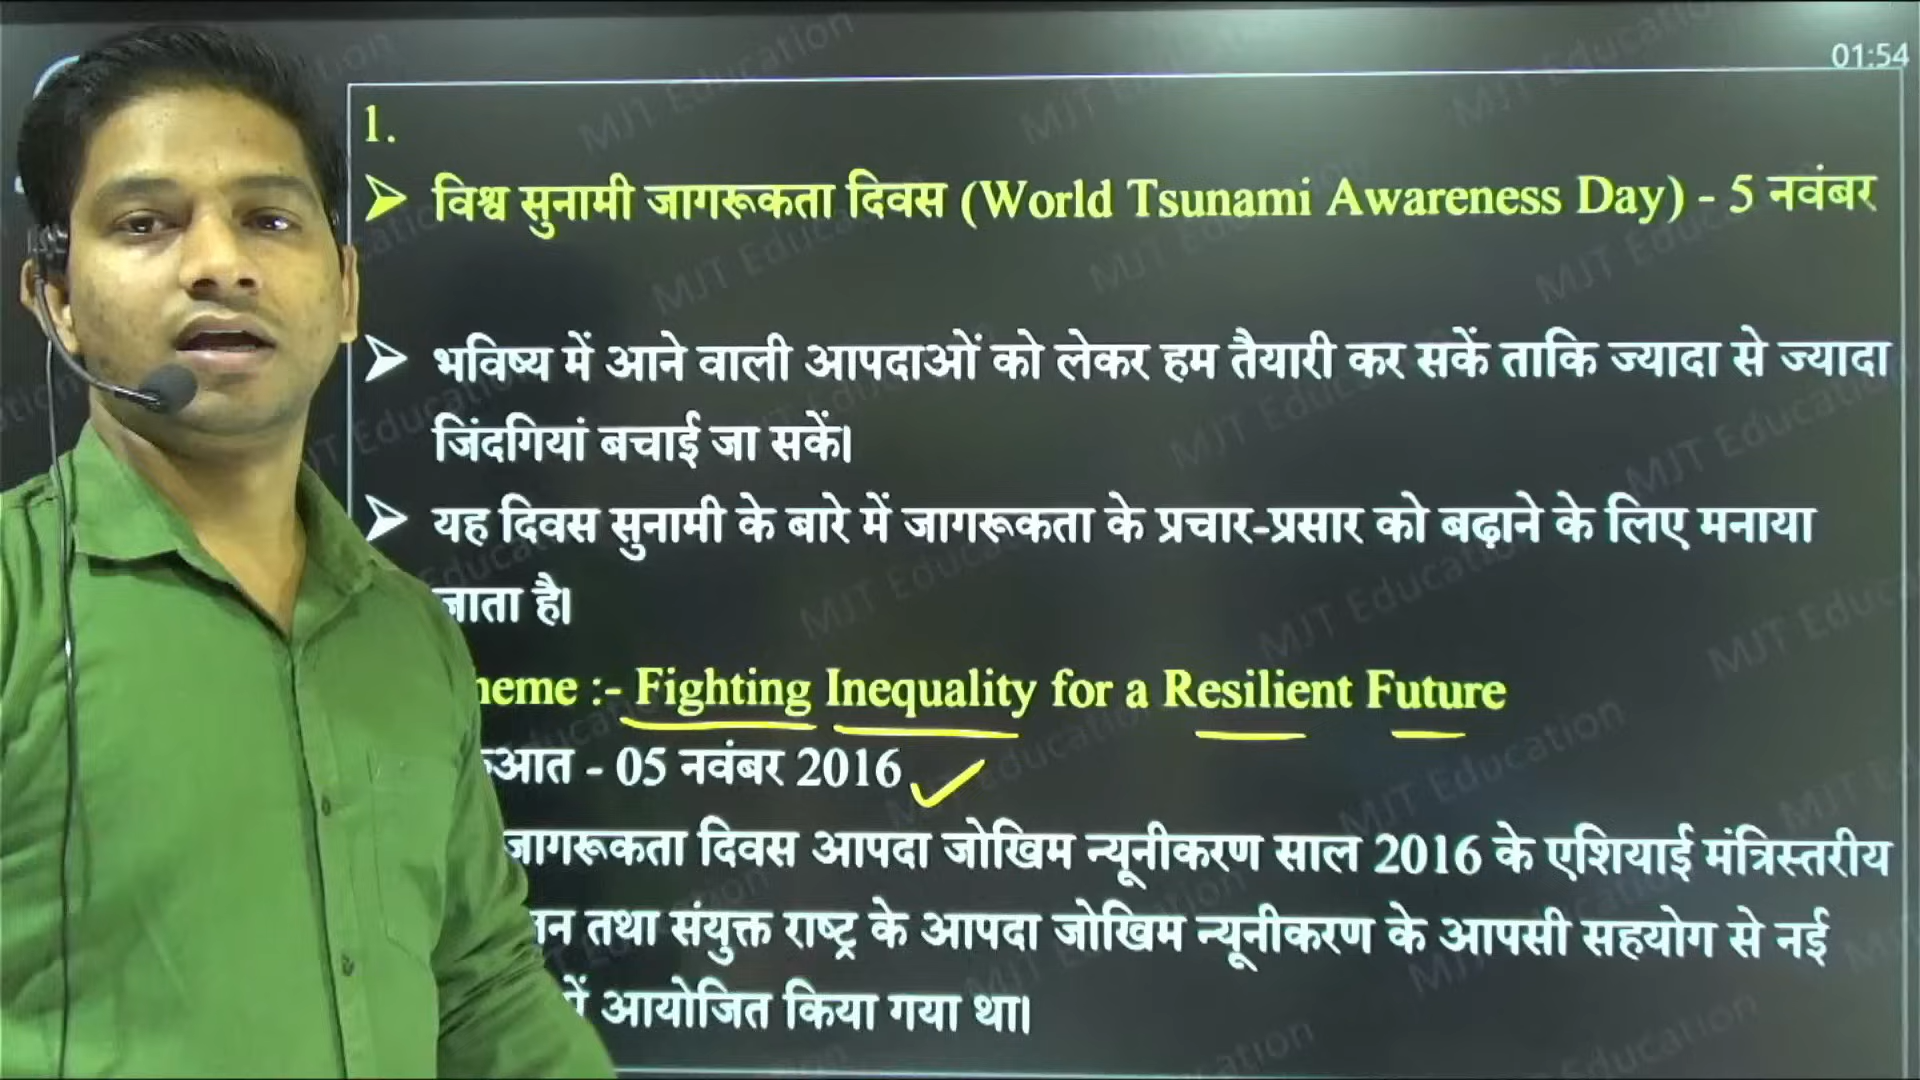 01:54
1.
➤ विश्व सुनामी जागरूकता दिवस (World Tsunami Awareness Day) - 5 नवंबर
➤ भविष्य में आने वाली आपदाओं को लेकर हम तैयारी कर सकें ताकि ज्यादा से ज्यादा
जिंदगियां बचाई जा सकें।
➤ यह दिवस सुनामी के बारे में जागरूकता के प्रचार-प्रसार को बढ़ाने के लिए मनाया
जाता है।
heme :- Fighting Inequality for a Resilient Future
आत - 05 नवंबर 2016
जागरूकता दिवस आपदा जोखिम न्यूनीकरण साल 2016 के एशियाई मंत्रिस्तरीय
न तथा संयुक्त राष्ट्र के आपदा जोखिम न्यूनीकरण के आपसी सहयोग से नई
में आयोजित किया गया था।
MJT Education